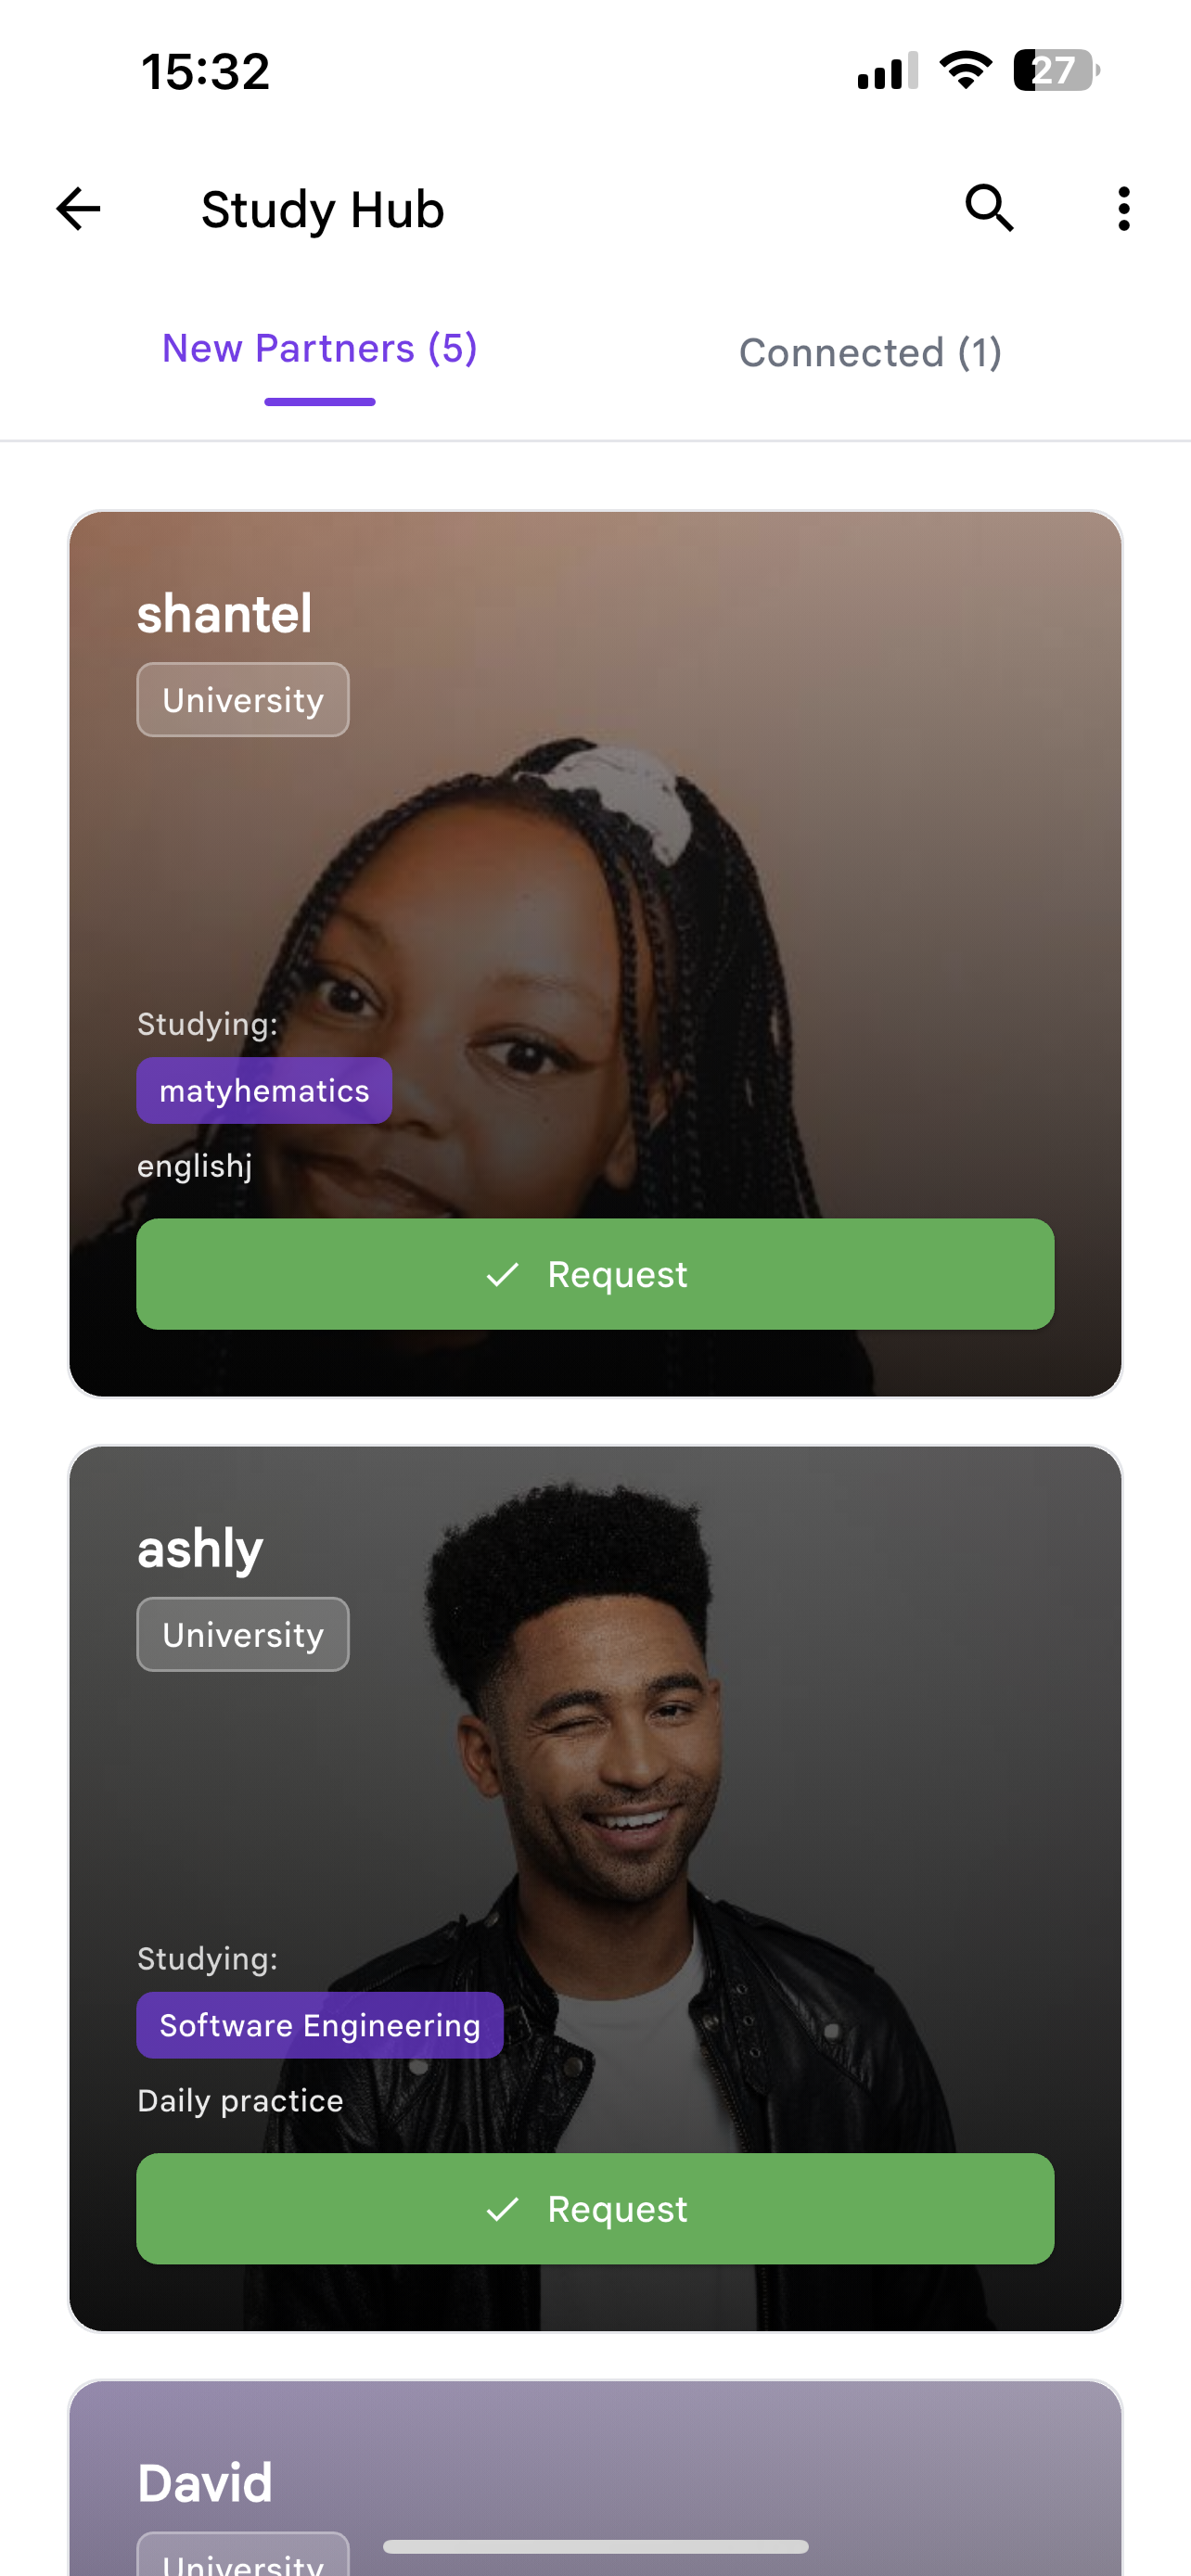 15:32
27
Study Hub
New Partners (5)
Connected (1)
shantel
University
Studying:
matyhematics
englishj
Request
ashly
University
Studying:
Software Engineering
Daily practice
Request
David
University